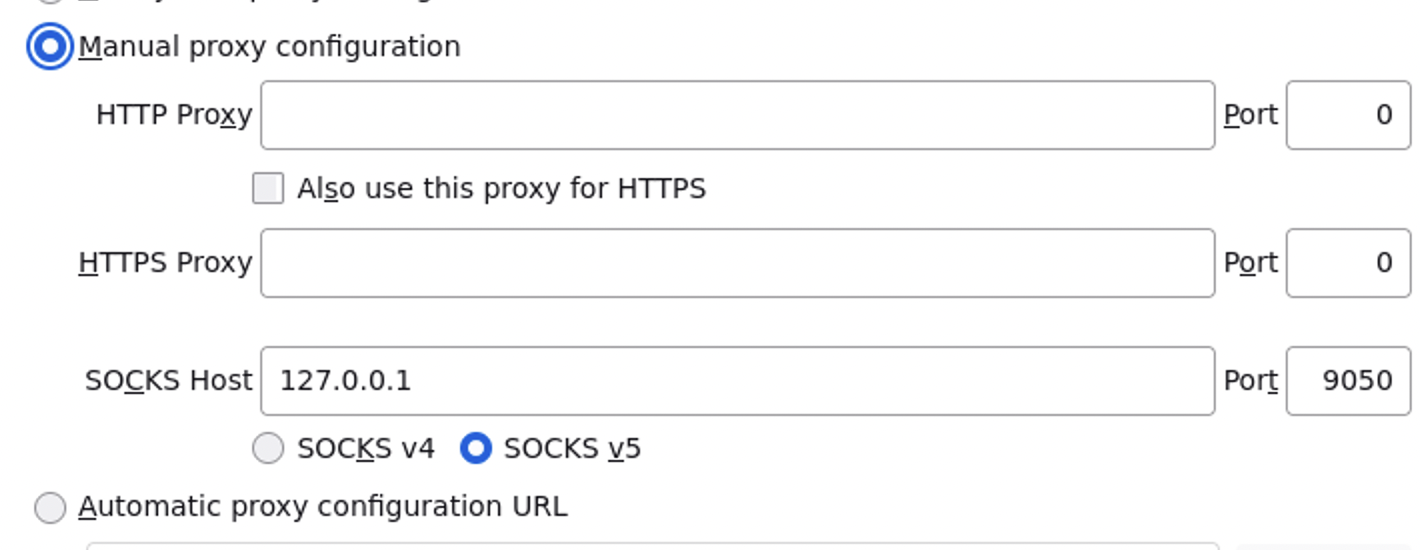 Manual proxy configuration
HTTP Proxy Port 0
Also use this proxy for HTTPS
HTTPS Proxy Port 0
SOCKS Host 127.0.0.1 Port 9050
SOCKS v4 SOCKS v5
Automatic proxy configuration URL